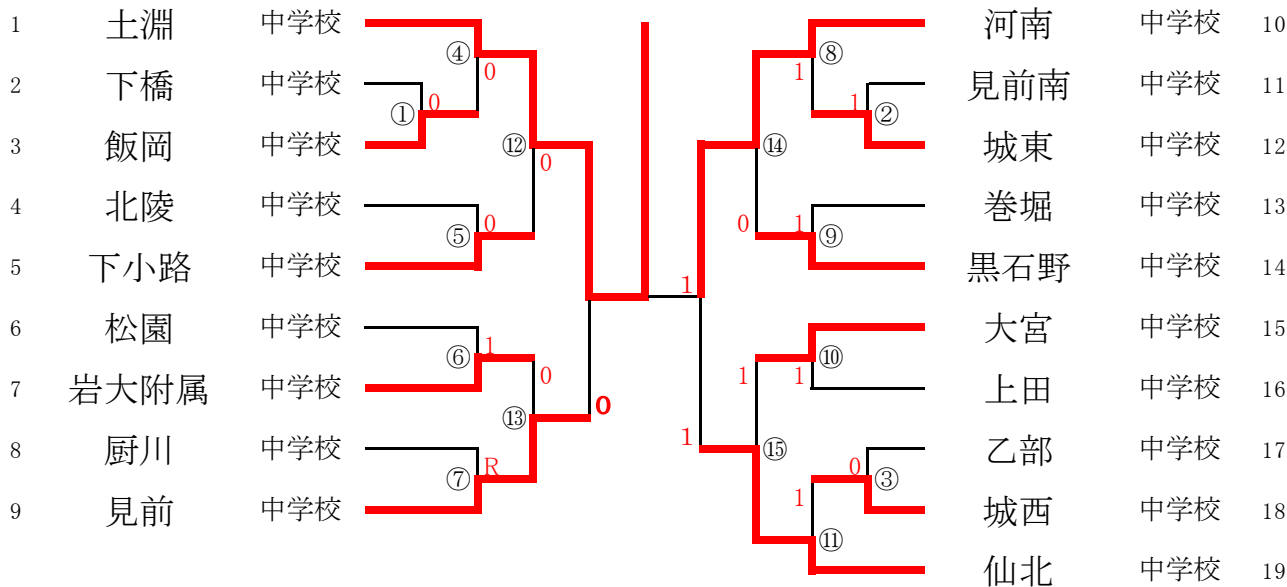 1 土淵 中学校 河南 中学校 10
④ ⑧
2 下橋 中学校 0 1 見前南 中学校 11
① 0 1 ②
3 飯岡 中学校 ⑫ ⑭ 城東 中学校 12
0
4 北陵 中学校 巻堀 中学校 13
⑤ 0 0 1 ⑨
5 下小路 中学校 黒石野 中学校 14
1
6 松園 中学校 大宮 中学校 15
⑥ 1 ⑩
7 岩大附属 中学校 0 1 1 上田 中学校 16
⑬ 0
8 厨川 中学校 1 ⑮ 乙部 中学校 17
⑦ R 0 ③
9 見前 中学校 1 城西 中学校 18
⑪
仙北 中学校 19